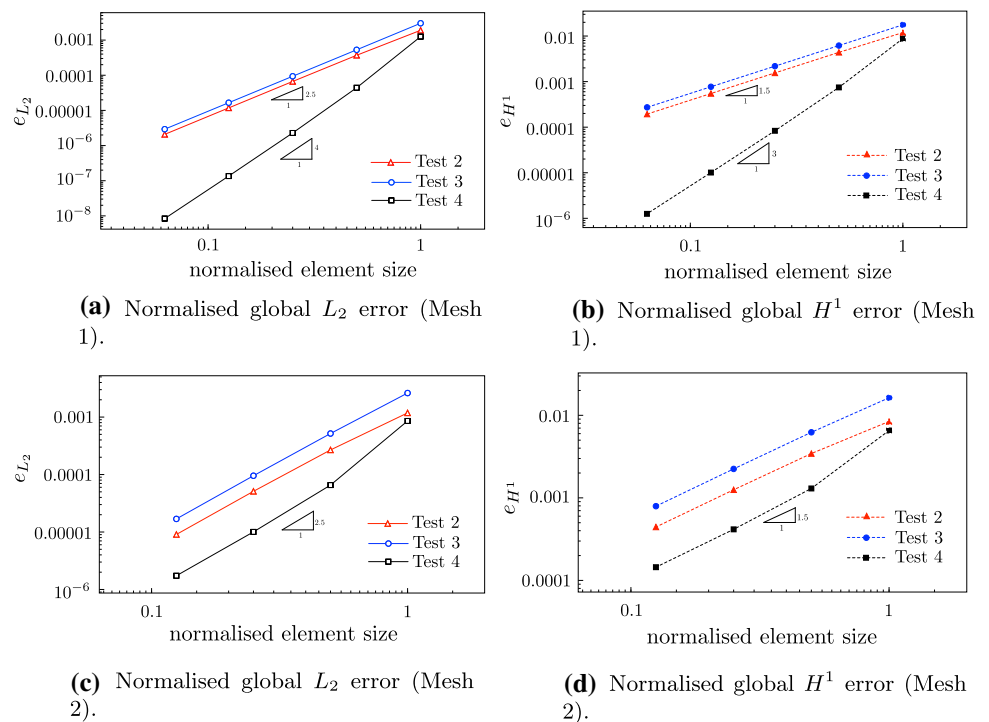 0.001
0.0001
0.00001
10⁻⁶
10⁻⁷
10⁻⁸
e_{L_2}
2.5
1
4
1
Test 2
Test 3
Test 4
0.1
1
normalised element size
(a) Normalised global L₂ error (Mesh
1).
0.01
0.001
0.0001
0.00001
10⁻⁶
e_{H^1}
1.5
1
3
1
Test 2
Test 3
Test 4
0.1
1
normalised element size
(b) Normalised global H¹ error (Mesh
1).
0.001
0.0001
0.00001
10⁻⁶
e_{L_2}
2.5
1
Test 2
Test 3
Test 4
0.1
1
normalised element size
(c) Normalised global L₂ error (Mesh
2).
0.01
0.001
0.0001
e_{H^1}
1.5
1
Test 2
Test 3
Test 4
0.1
1
normalised element size
(d) Normalised global H¹ error (Mesh
2).